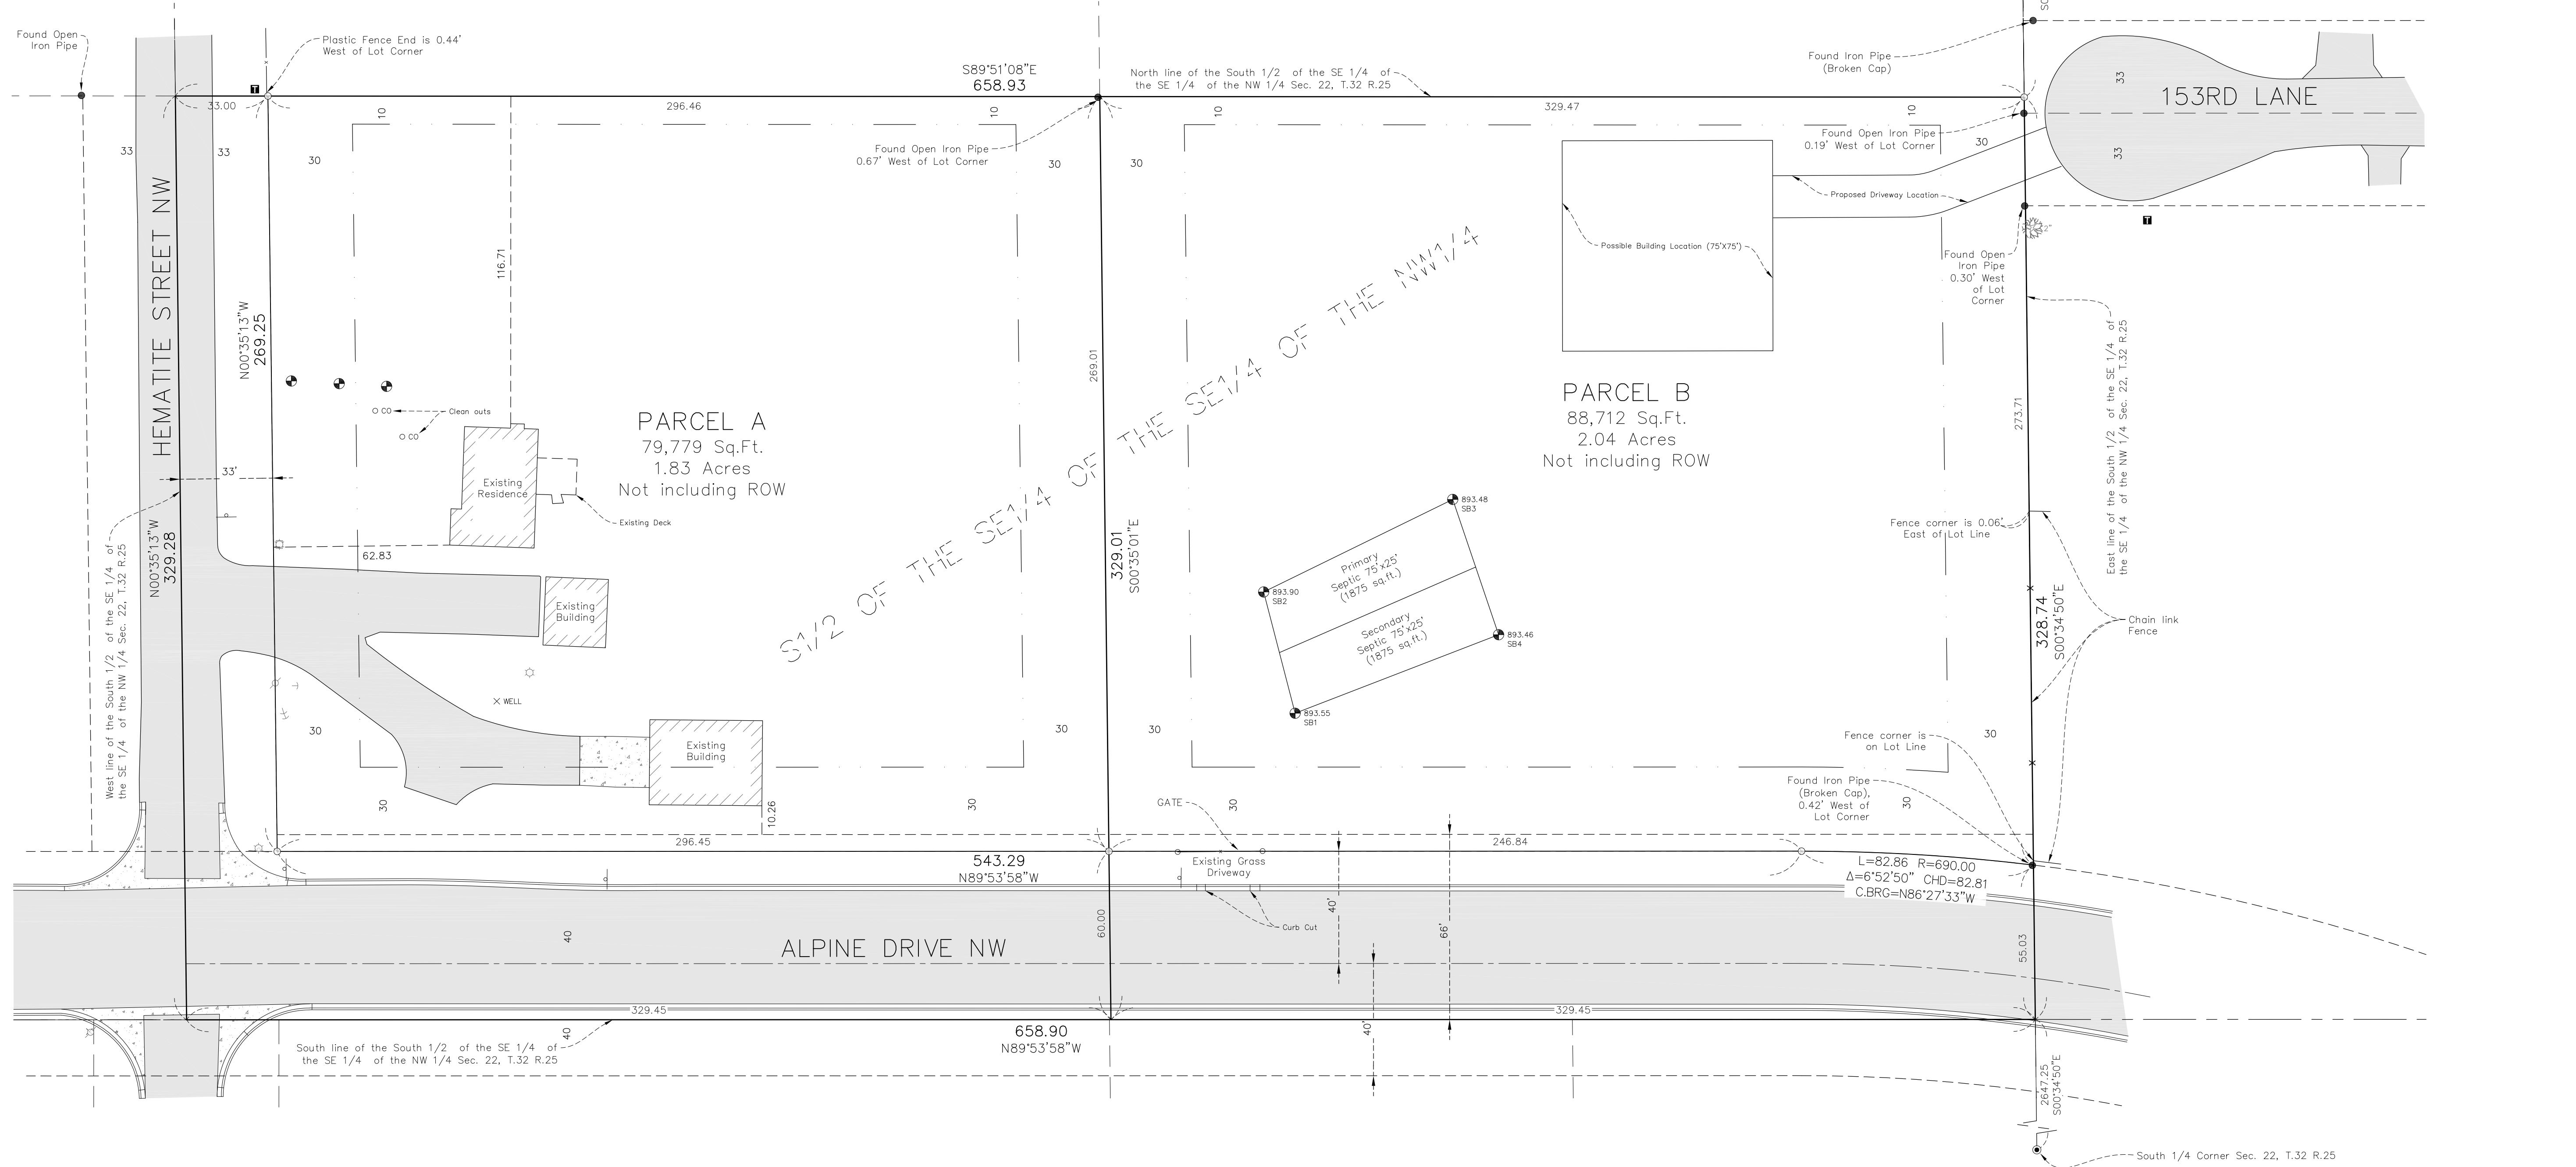 Found Open
Iron Pipe
Plastic Fence End is 0.44'
West of Lot Corner
T
33.00
10
296.46
10
S89°51'08"E
658.93
North line of the South 1/2 of the SE 1/4 of
the SE 1/4 of the NW 1/4 Sec. 22, T.32 R.25
10
329.47
10
Found Iron Pipe
(Broken Cap)
33
33
153RD LANE
33
33
30
Found Open Iron Pipe
0.67' West of Lot Corner
30
30
Found Open Iron Pipe
0.19' West of Lot Corner
30
Proposed Driveway Location
T
Possible Building Location (75'X75')
Found Open
Iron Pipe
0.30' West
of Lot
Corner
HEMATITE STREET NW
N00°35'13"W
269.25
116.71
269.01
273.71
East line of the South 1/2 of the SE 1/4 of
the SE 1/4 of the NW 1/4 Sec. 22, T.32 R.25
CO
Clean outs
CO
PARCEL A
79,779 Sq.Ft.
1.83 Acres
Not including ROW
S1/2 OF THE SE1/4 OF THE SE1/4 OF THE NW1/4
PARCEL B
88,712 Sq.Ft.
2.04 Acres
Not including ROW
33'
Existing
Residence
Existing Deck
62.83
West line of the South 1/2 of the SE 1/4 of
the SE 1/4 of the NW 1/4 Sec. 22, T.32 R.25
N00°35'13"W
329.28
329.01
S00°35'01"E
893.48
SB3
893.90
SB2
Primary
Septic 75'x25'
(1875 sq.ft.)
Secondary
Septic 75'x25'
(1875 sq.ft.)
893.46
SB4
893.55
SB1
Fence corner is 0.06'
East of Lot Line
328.74
S00°34'50"E
Chain link
Fence
Existing
Building
WELL
30
Existing
Building
30
30
30
Fence corner is
on Lot Line
Found Iron Pipe
(Broken Cap),
0.42' West of
Lot Corner
30
30
30
10.26
30
GATE
296.45
543.29
N89°53'58"W
Existing Grass
Driveway
246.84
L=82.86 R=690.00
Δ=6°52'50" CHD=82.81
C.BRG=N86°27'33"W
Curb Cut
40
ALPINE DRIVE NW
60.00
40'
66'
55.03
329.45
329.45
40
658.90
N89°53'58"W
40'
South line of the South 1/2 of the SE 1/4 of
the SE 1/4 of the NW 1/4 Sec. 22, T.32 R.25
2647.25
S00°34'50"E
South 1/4 Corner Sec. 22, T.32 R.25